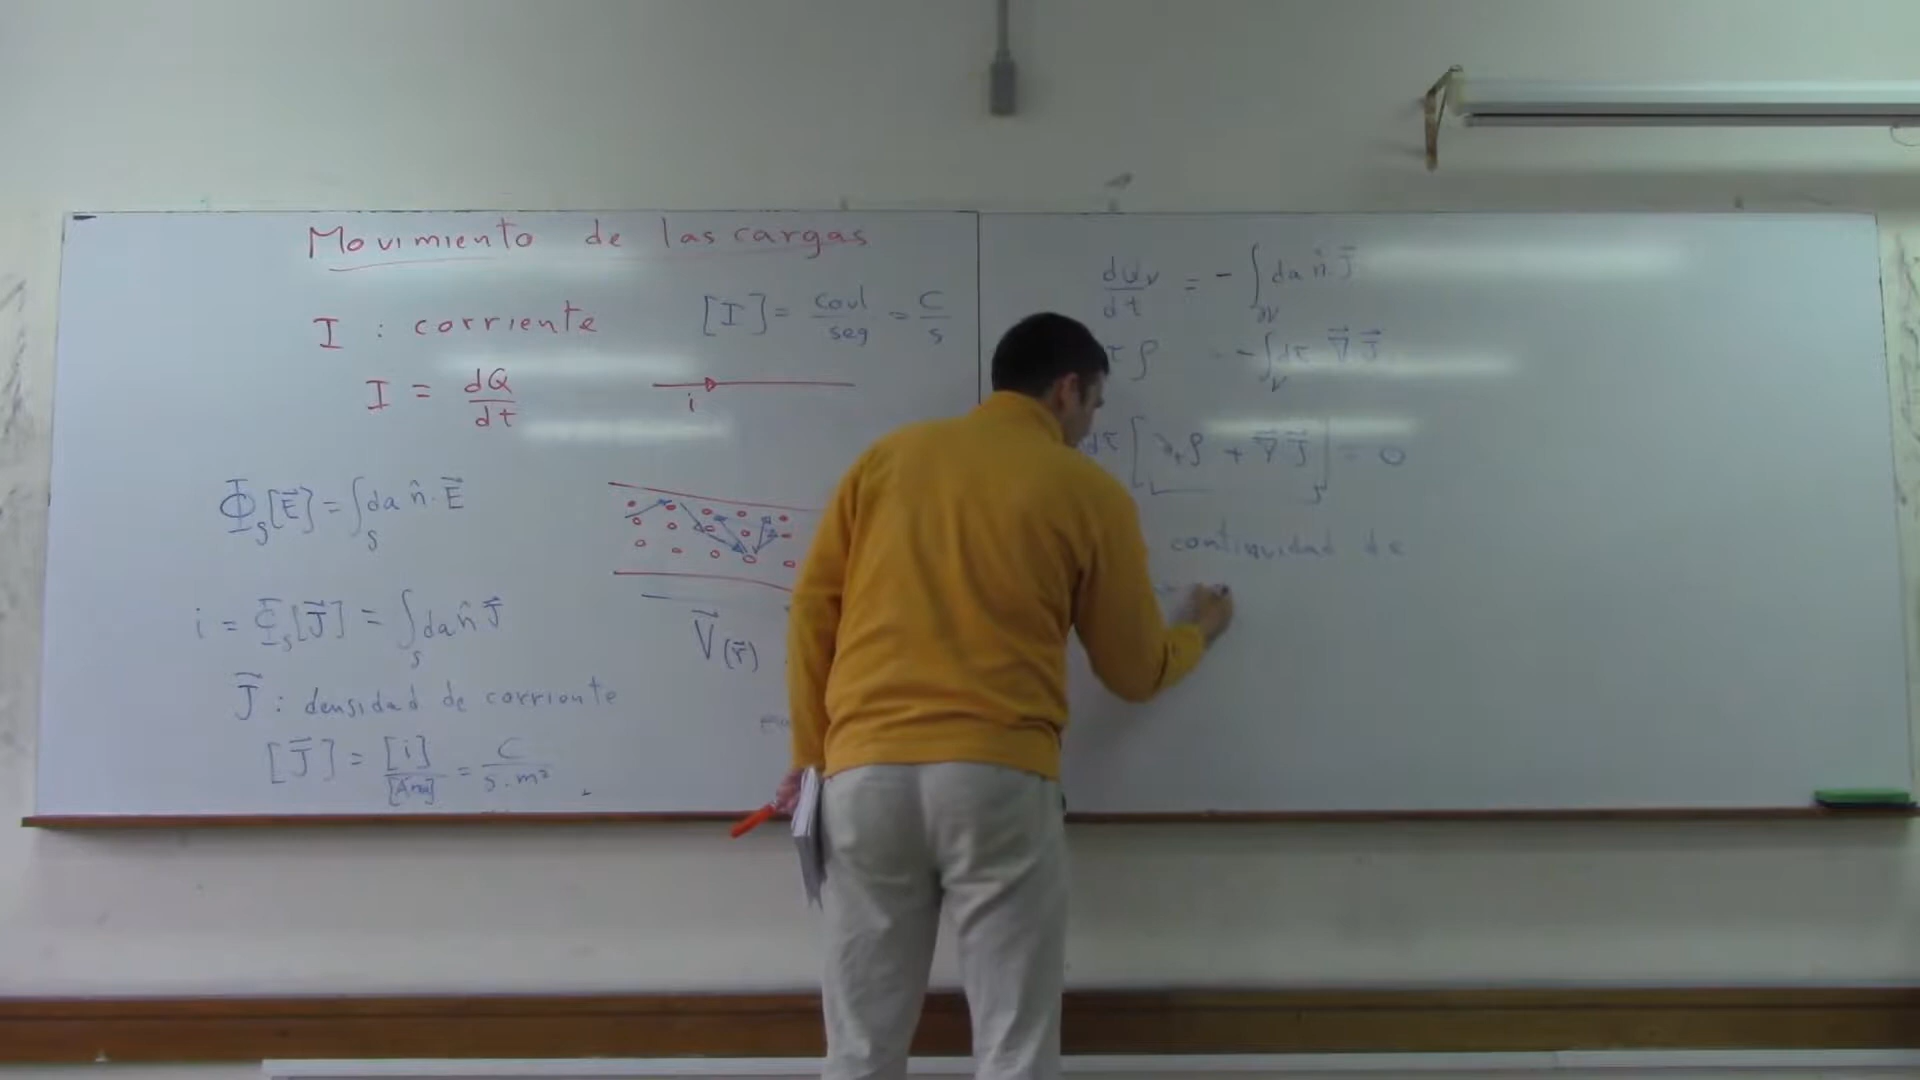 Movimiento de las cargas
I : corriente
[I] = coul/seg = C/s
I = dQ/dt
i
Φ_S[E⃗] = ∫_S da n̂ · E⃗
i = Φ_S[J⃗] = ∫_S da n̂ J⃗
V⃗(r⃗)
J⃗ : densidad de corriente
[J⃗] = [i]/[Area] = C/s.m²
dQ_V/dt = - ∫_∂V da n̂ . J⃗
τ ρ - ∫_V dτ ∇⃗ J⃗
dτ [∂_t ρ + ∇⃗ J⃗] = 0
continuidad de